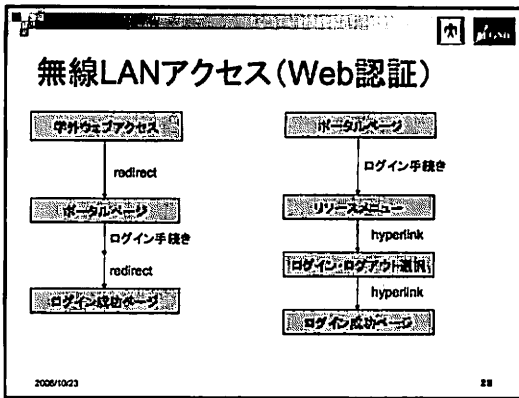 無線LANアクセス(Web認証)
学外ウェブアクセス
redirect
ポータルページ
ログイン手続き
redirect
ログイン成功ページ
ポータルページ
ログイン手続き
リソースメニュー
hyperlink
ログイン・ログアウト選択
hyperlink
ログイン成功ページ
2006/10/23